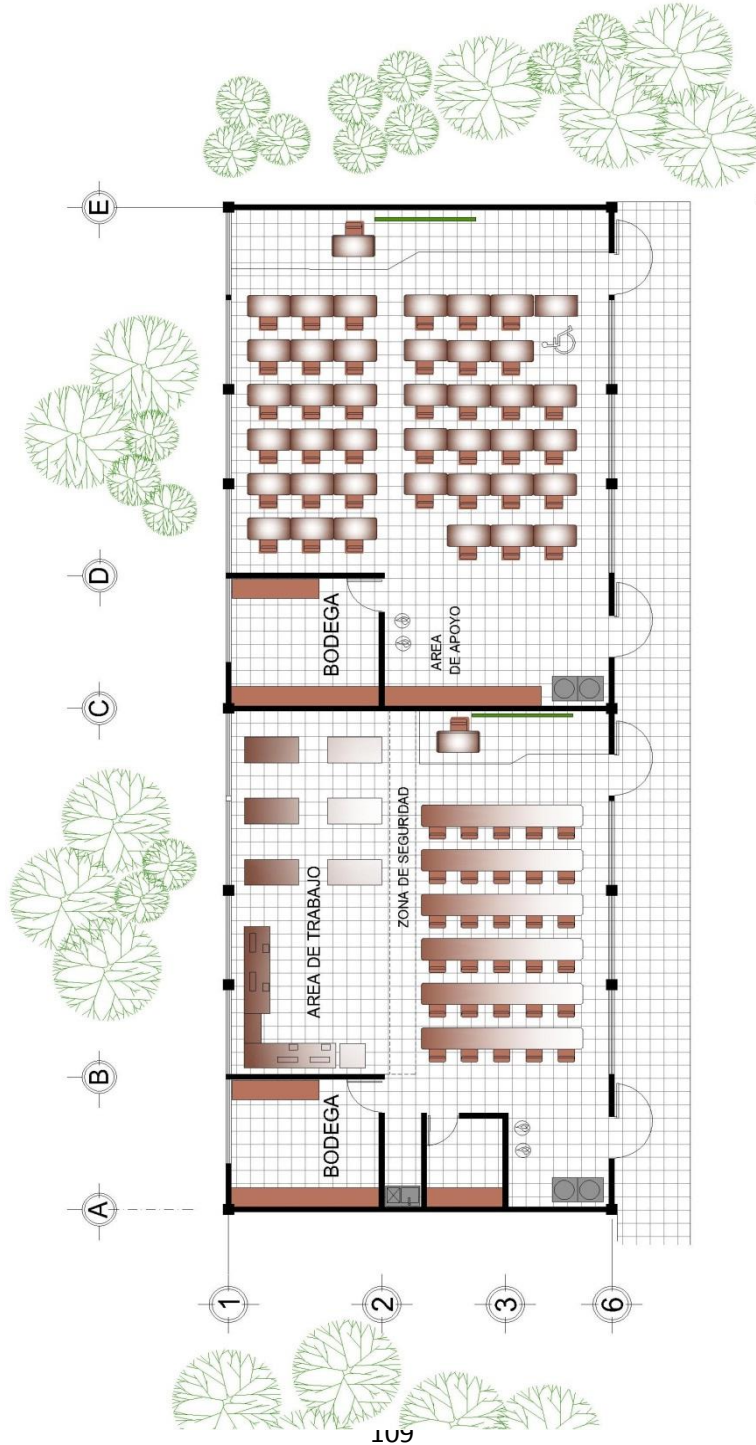 E
D
C
B
A
1
2
3
6
BODEGA
AREA
DE APOYO
ZONA DE SEGURIDAD
AREA DE TRABAJO
BODEGA
109